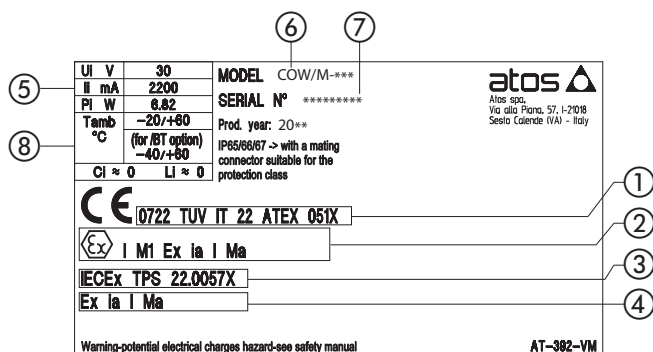 ⑥ ⑦
Ui V 30
Ii mA 2200
Pi W 6.82
Tamb °C -20/+60
(for /BT option)
-40/+60
Ci ≈ 0 Li ≈ 0
⑤
⑧
MODEL COW/M-***
SERIAL N° *********
Prod. year: 20**
IP65/66/67 -> with a mating
connector suitable for the
protection class
atos
Atos spa,
Via alla Piana, 57, I-21018
Sesto Calende (VA) - Italy
CE 0722 TUV IT 22 ATEX 051X ①
Ex I M1 Ex ia I Ma ②
IECEx TPS 22.0057X ③
Ex ia I Ma ④
Warning-potential electrical charges hazard-see safety manual AT-392-VM